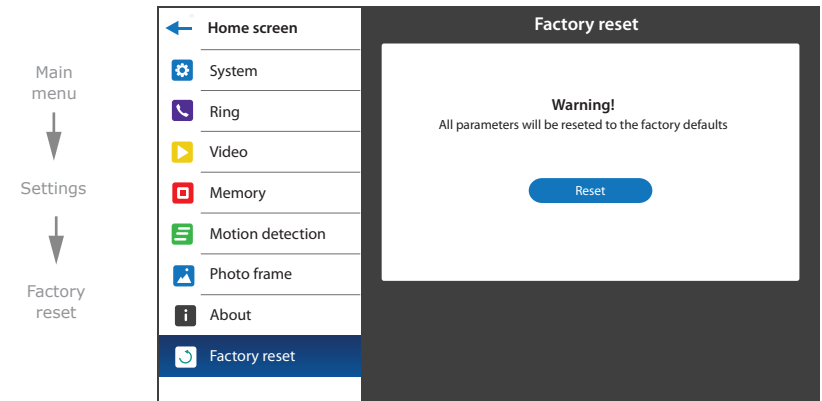 Main
menu
Settings
Factory
reset
Home screen
System
Ring
Video
Memory
Motion detection
Photo frame
About
Factory reset
Factory reset
Warning!
All parameters will be reseted to the factory defaults
Reset